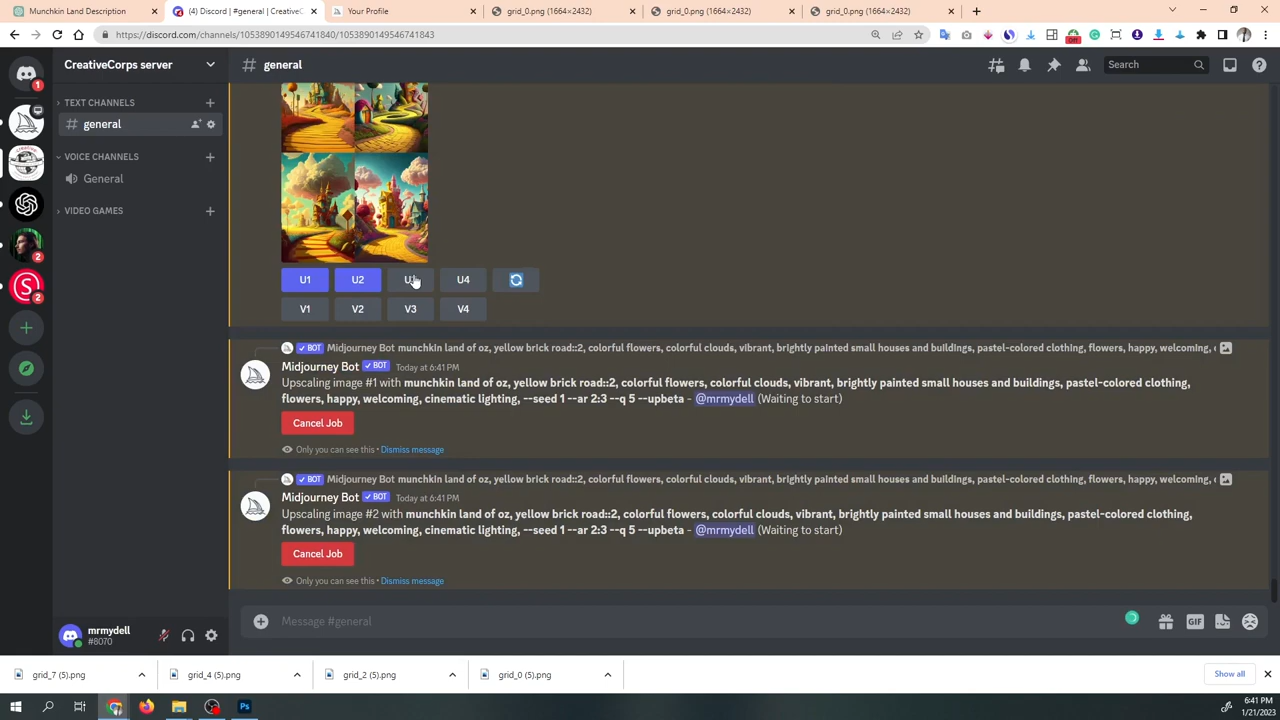 Munchkin Land Description
(4) Discord | #general | CreativeC
Your Profile
grid_0.png (1664×2432)
grid_0.png (1664×2432)
grid_0.png (1664×2432)
https://discord.com/channels/1053890149546741840/1053890149546741843
CreativeCorps server
general
Search
TEXT CHANNELS
general
VOICE CHANNELS
General
VIDEO GAMES
1
2
2
U1 U2 U4
V1 V2 V3 V4
BOT Midjourney Bot munchkin land of oz, yellow brick road::2, colorful flowers, colorful clouds, vibrant, brightly painted small houses and buildings, pastel-colored clothing, flowers, happy, welcoming,
Midjourney Bot BOT Today at 6:41 PM
Upscaling image #1 with munchkin land of oz, yellow brick road::2, colorful flowers, colorful clouds, vibrant, brightly painted small houses and buildings, pastel-colored clothing,
flowers, happy, welcoming, cinematic lighting, --seed 1 --ar 2:3 --q 5 --upbeta - @mrmydell (Waiting to start)
Cancel Job
Only you can see this • Dismiss message
BOT Midjourney Bot munchkin land of oz, yellow brick road::2, colorful flowers, colorful clouds, vibrant, brightly painted small houses and buildings, pastel-colored clothing, flowers, happy, welcoming,
Midjourney Bot BOT Today at 6:41 PM
Upscaling image #2 with munchkin land of oz, yellow brick road::2, colorful flowers, colorful clouds, vibrant, brightly painted small houses and buildings, pastel-colored clothing,
flowers, happy, welcoming, cinematic lighting, --seed 1 --ar 2:3 --q 5 --upbeta - @mrmydell (Waiting to start)
Cancel Job
Only you can see this • Dismiss message
Message #general
GIF
mrmydell
#8070
grid_7 (5).png
grid_4 (5).png
grid_2 (5).png
grid_0 (5).png
Show all
6:41 PM
1/21/2023